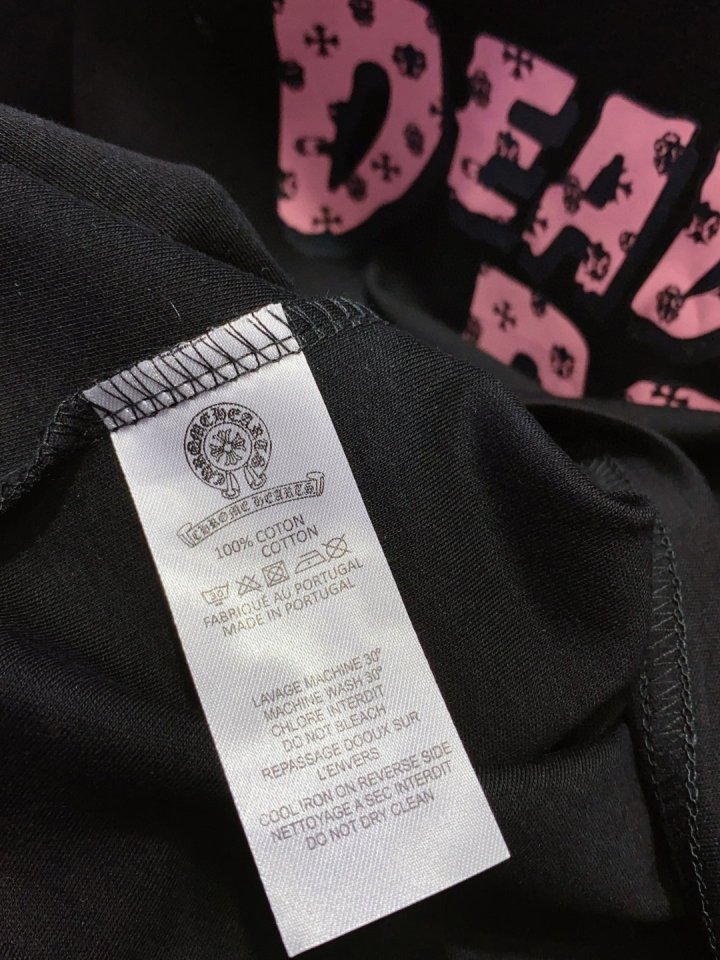 DEA
CHROME HEARTS
CHROME HEARTS
100% COTON
COTTON
30
FABRIQUE AU PORTUGAL
MADE IN PORTUGAL
LAVAGE MACHINE 30°
MACHINE WASH 30°
CHLORE INTERDIT
DO NOT BLEACH
REPASSAGE DOOUX SUR
L'ENVERS
COOL IRON ON REVERSE SIDE
NETTOYAGE A SEC INTERDIT
DO NOT DRY CLEAN